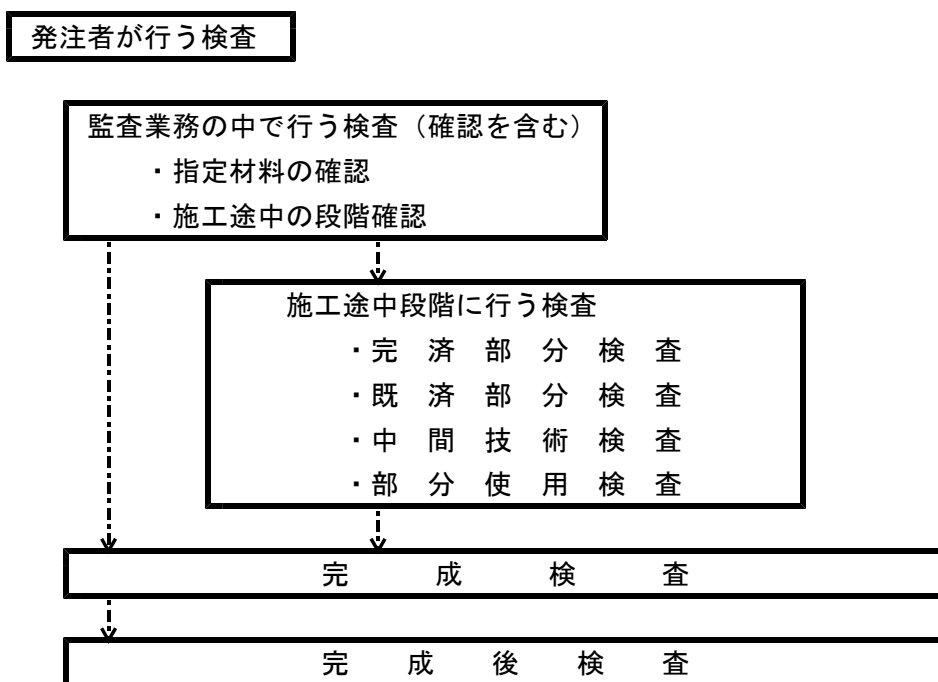 発注者が行う検査
監査業務の中で行う検査（確認を含む）
・指定材料の確認
・施工途中の段階確認
施工途中段階に行う検査
・完済部分検査
・既済部分検査
・中間技術検査
・部分使用検査
完成検査
完成後検査